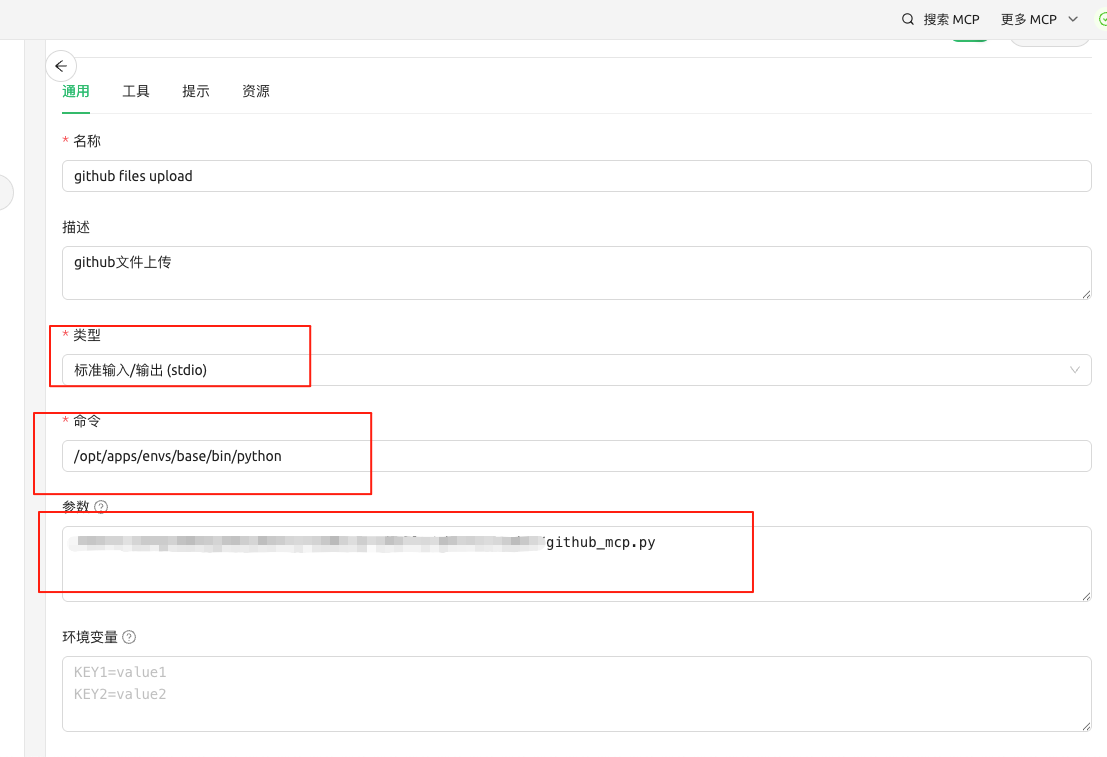 搜索 MCP 更多 MCP
通用 工具 提示 资源
* 名称
github files upload
描述
github文件上传
* 类型
标准输入/输出 (stdio)
* 命令
/opt/apps/envs/base/bin/python
参数 ?
/github_mcp.py
环境变量 ?
KEY1=value1
KEY2=value2